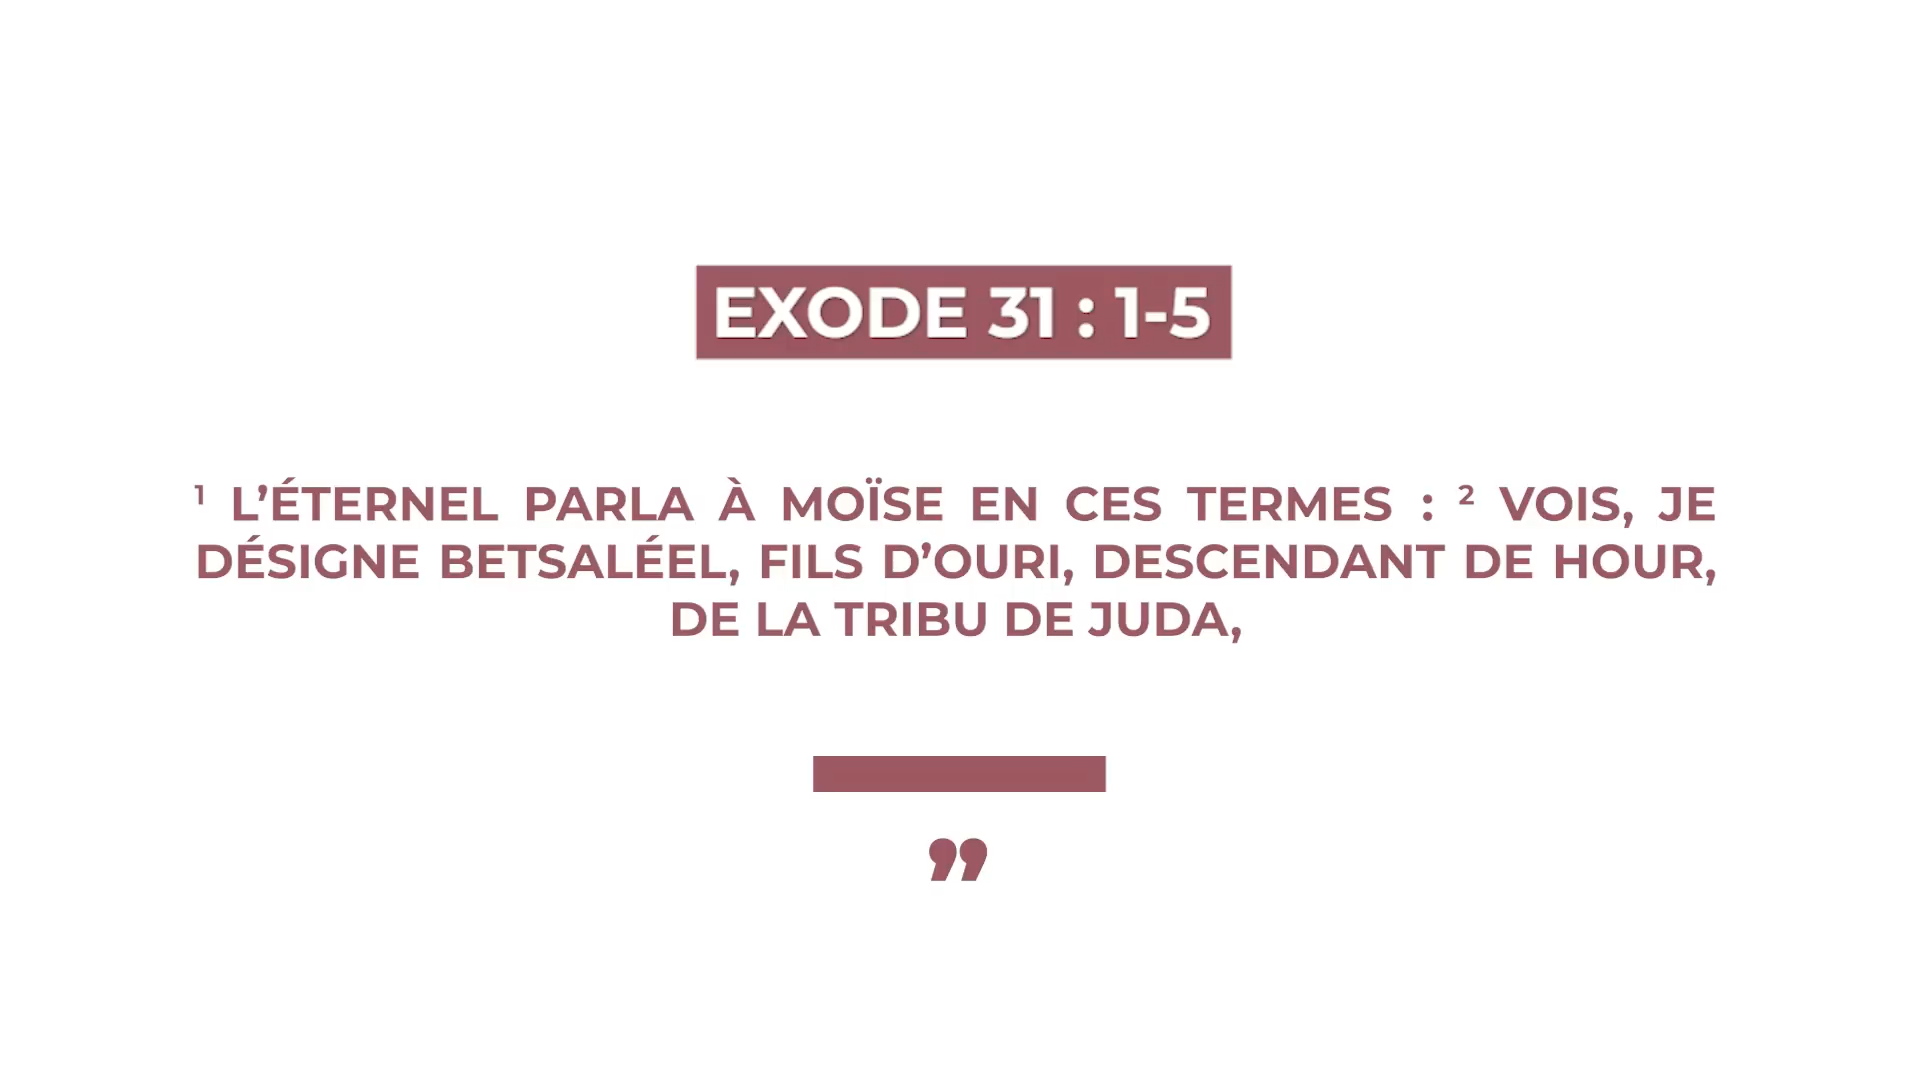 EXODE 31 : 1-5
¹ L’ÉTERNEL PARLA À MOÏSE EN CES TERMES : ² VOIS, JE
DÉSIGNE BETSALÉEL, FILS D’OURI, DESCENDANT DE HOUR,
DE LA TRIBU DE JUDA,
”